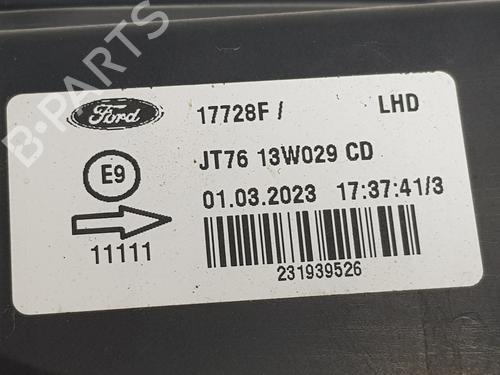 B-PARTS
Ford
17728F / LHD
E9
JT76 13W029 CD
01.03.2023 17:37:41/3
11111
231939526